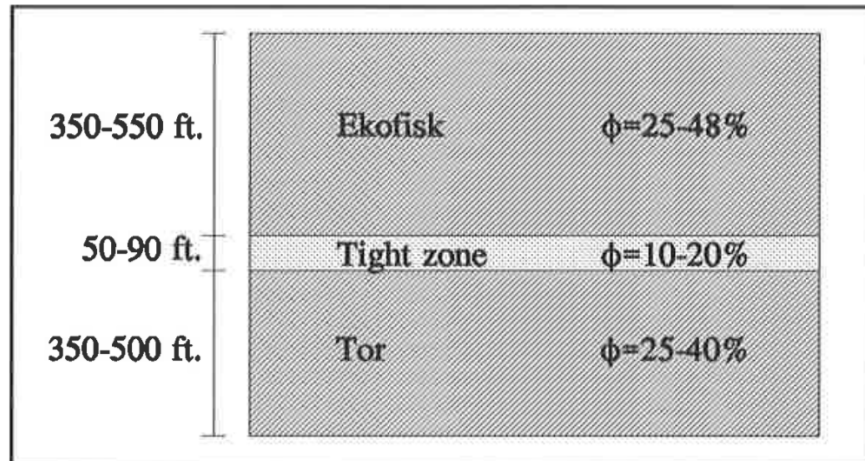 350-550 ft. Ekofisk ϕ=25-48%
50-90 ft. Tight zone ϕ=10-20%
350-500 ft. Tor ϕ=25-40%